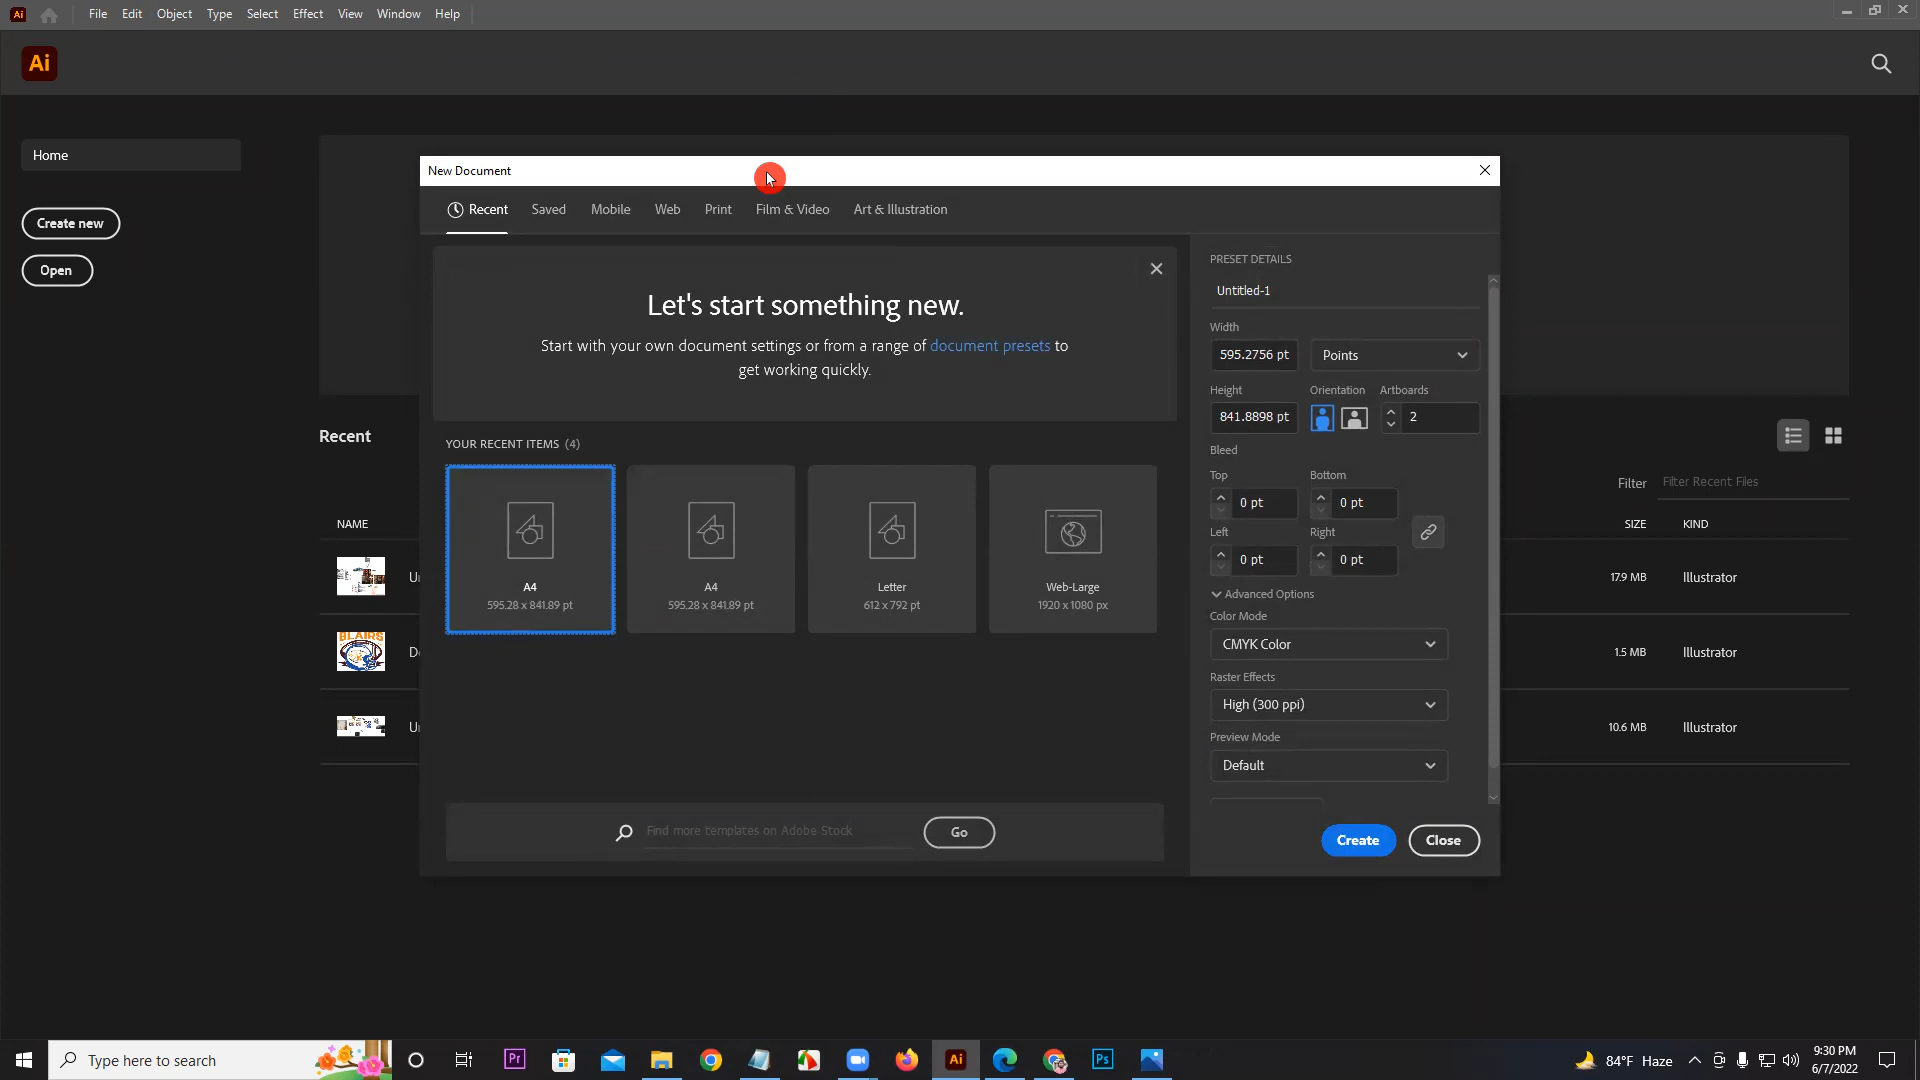 Ai File Edit Object Type Select Effect View Window Help
Ai
Home
Create new
Open
New Document
Recent Saved Mobile Web Print Film & Video Art & Illustration
Let's start something new.
Start with your own document settings or from a range of document presets to
get working quickly.
YOUR RECENT ITEMS (4)
A4
595.28 x 841.89 pt
A4
595.28 x 841.89 pt
Letter
612 x 792 pt
Web-Large
1920 x 1080 px
Find more templates on Adobe Stock
Go
PRESET DETAILS
Untitled-1
Width
595.2756 pt Points
Height Orientation Artboards
841.8898 pt 2
Bleed
Top Bottom
0 pt 0 pt
Left Right
0 pt 0 pt
Advanced Options
Color Mode
CMYK Color
Raster Effects
High (300 ppi)
Preview Mode
Default
Create Close
Recent
Filter Filter Recent Files
NAME SIZE KIND
Ui 17.9 MB Illustrator
BLAIRS
De 1.5 MB Illustrator
Ui 10.6 MB Illustrator
Type here to search
Pr
Ai
Ps
84°F Haze
9:30 PM
6/7/2022